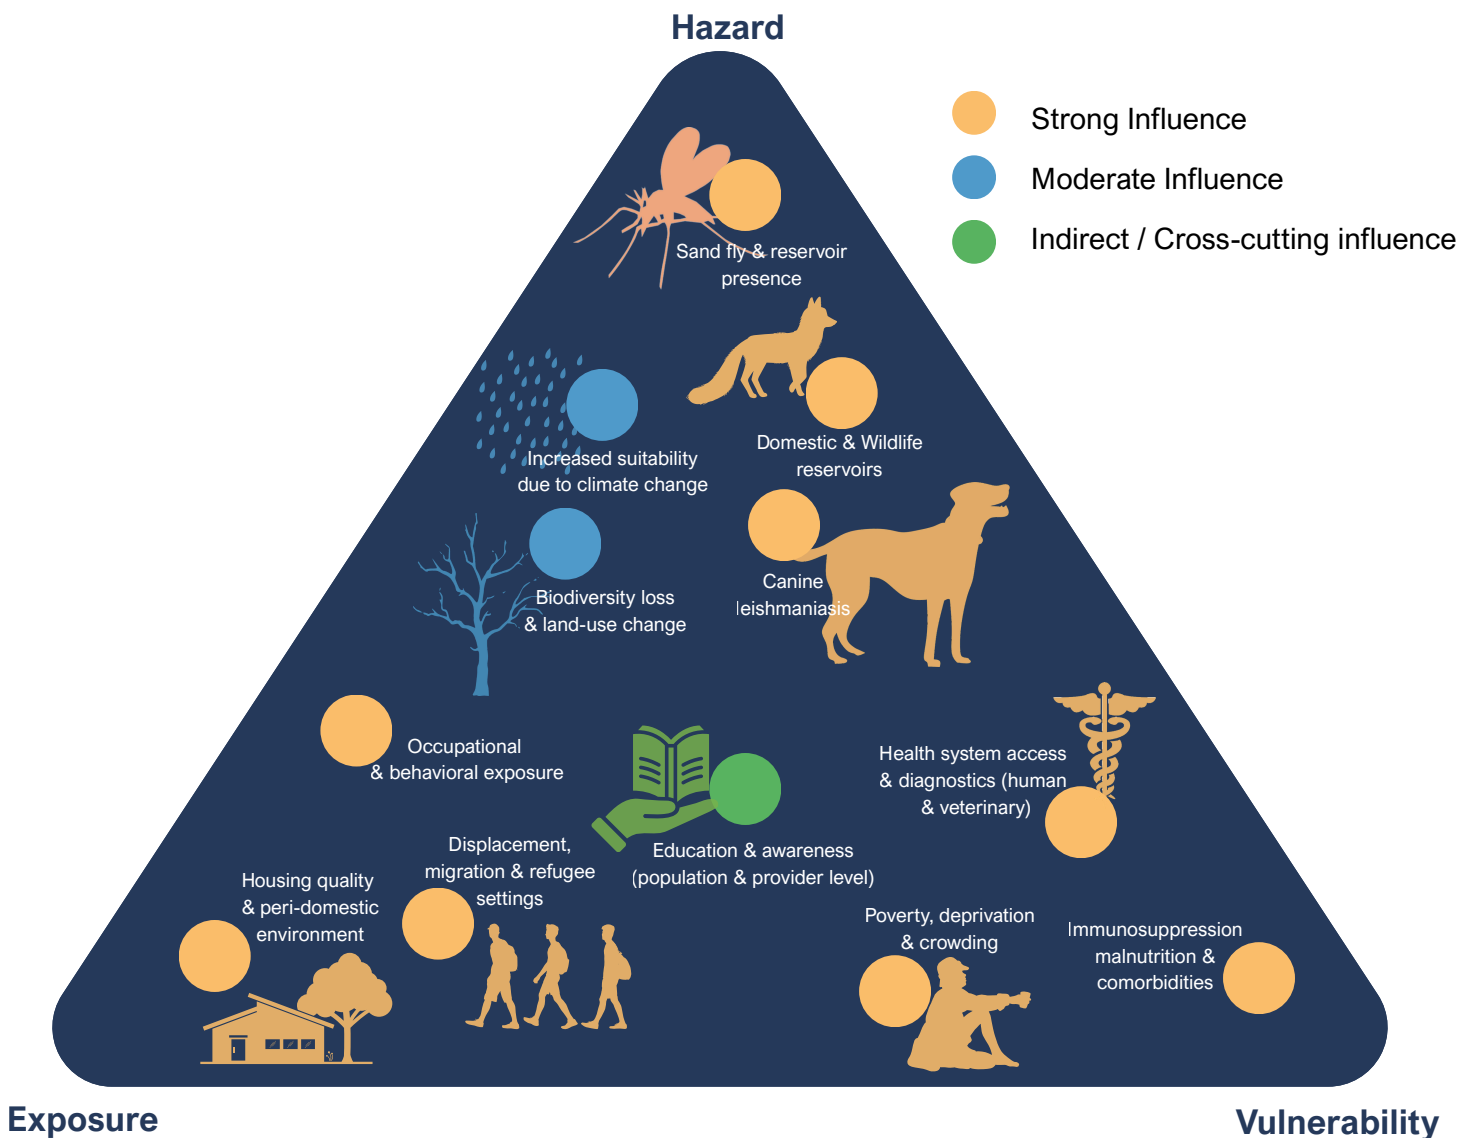 Hazard
Strong Influence
Moderate Influence
Indirect / Cross-cutting influence
Sand fly & reservoir
presence
Domestic & Wildlife
reservoirs
Increased suitability
due to climate change
Canine
leishmaniasis
Biodiversity loss
& land-use change
Occupational
& behavioral exposure
Health system access
& diagnostics (human
& veterinary)
Education & awareness
(population & provider level)
Displacement,
migration & refugee
settings
Housing quality
& peri-domestic
environment
Poverty, deprivation
& crowding
Immunosuppression
malnutrition &
comorbidities
Exposure
Vulnerability